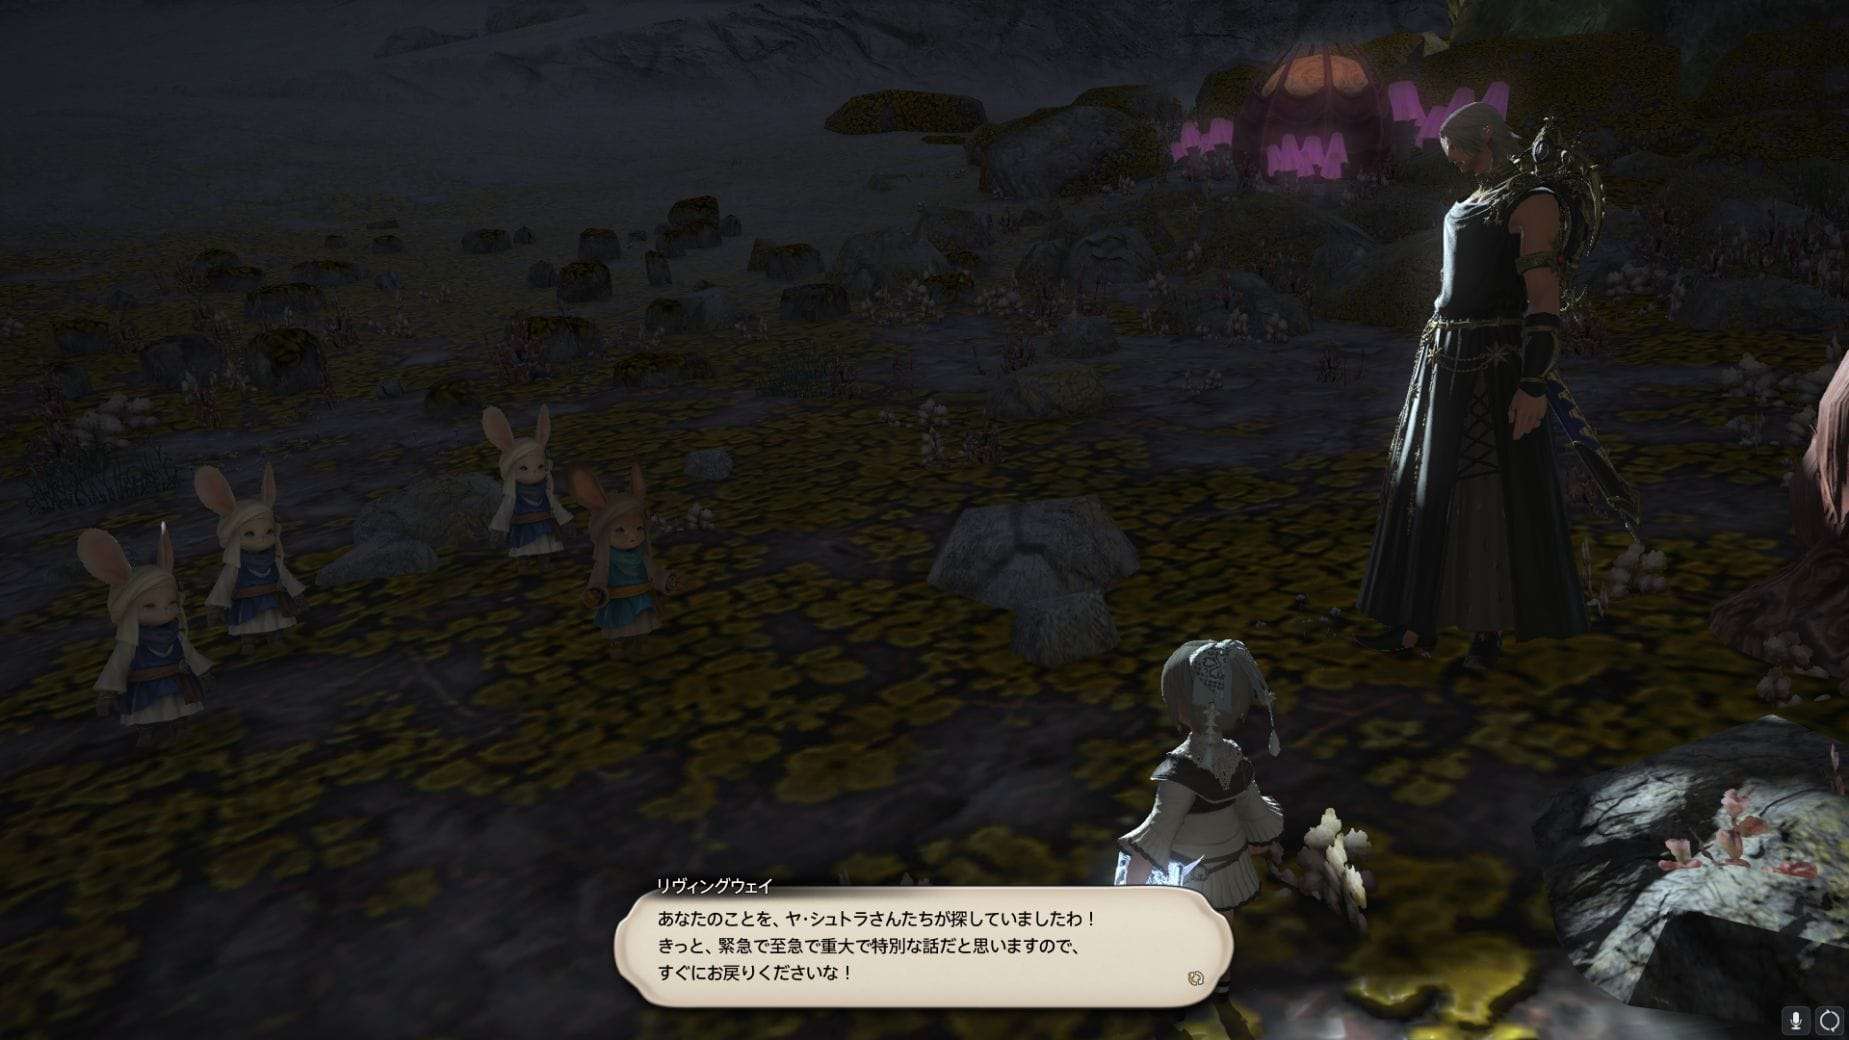 リヴィングウェイ
あなたのことを、ヤ・シュトラさんたちが探していましたわ！
きっと、緊急で至急で重大で特別な話だと思いますので、
すぐにお戻りくださいな！